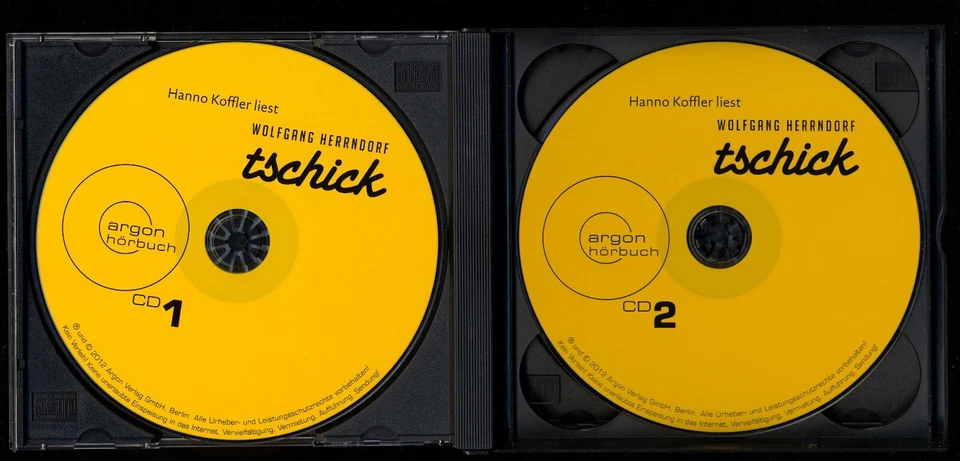 Hanno Koffler liest
WOLFGANG HERRNDORF
tschick
argon
hörbuch
CD 1
℗ und © 2012 Argon Verlag GmbH, Berlin. Alle Urheber- und Leistungsschutzrechte vorbehalten!
Kein Verleih! Keine unerlaubte Einspeisung in das Internet, Vervielfältigung, Vermietung, Aufführung, Sendung!
Hanno Koffler liest
WOLFGANG HERRNDORF
tschick
argon
hörbuch
CD 2
℗ und © 2012 Argon Verlag GmbH, Berlin. Alle Urheber- und Leistungsschutzrechte vorbehalten!
Kein Verleih! Keine unerlaubte Einspeisung in das Internet, Vervielfältigung, Vermietung, Aufführung, Sendung!